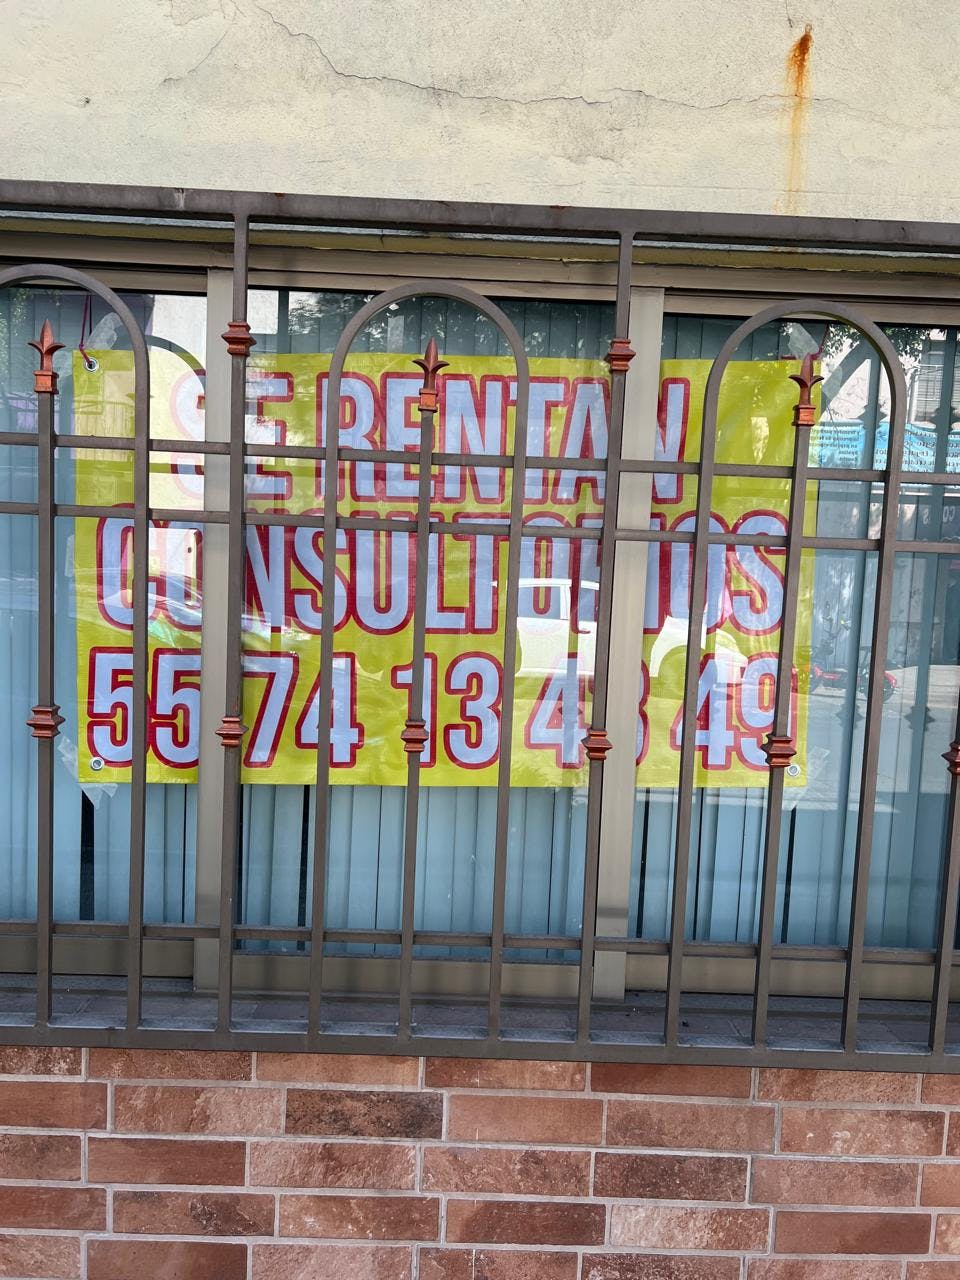 SE RENTAN
CONSULTORIOS
55 74 13 43 49